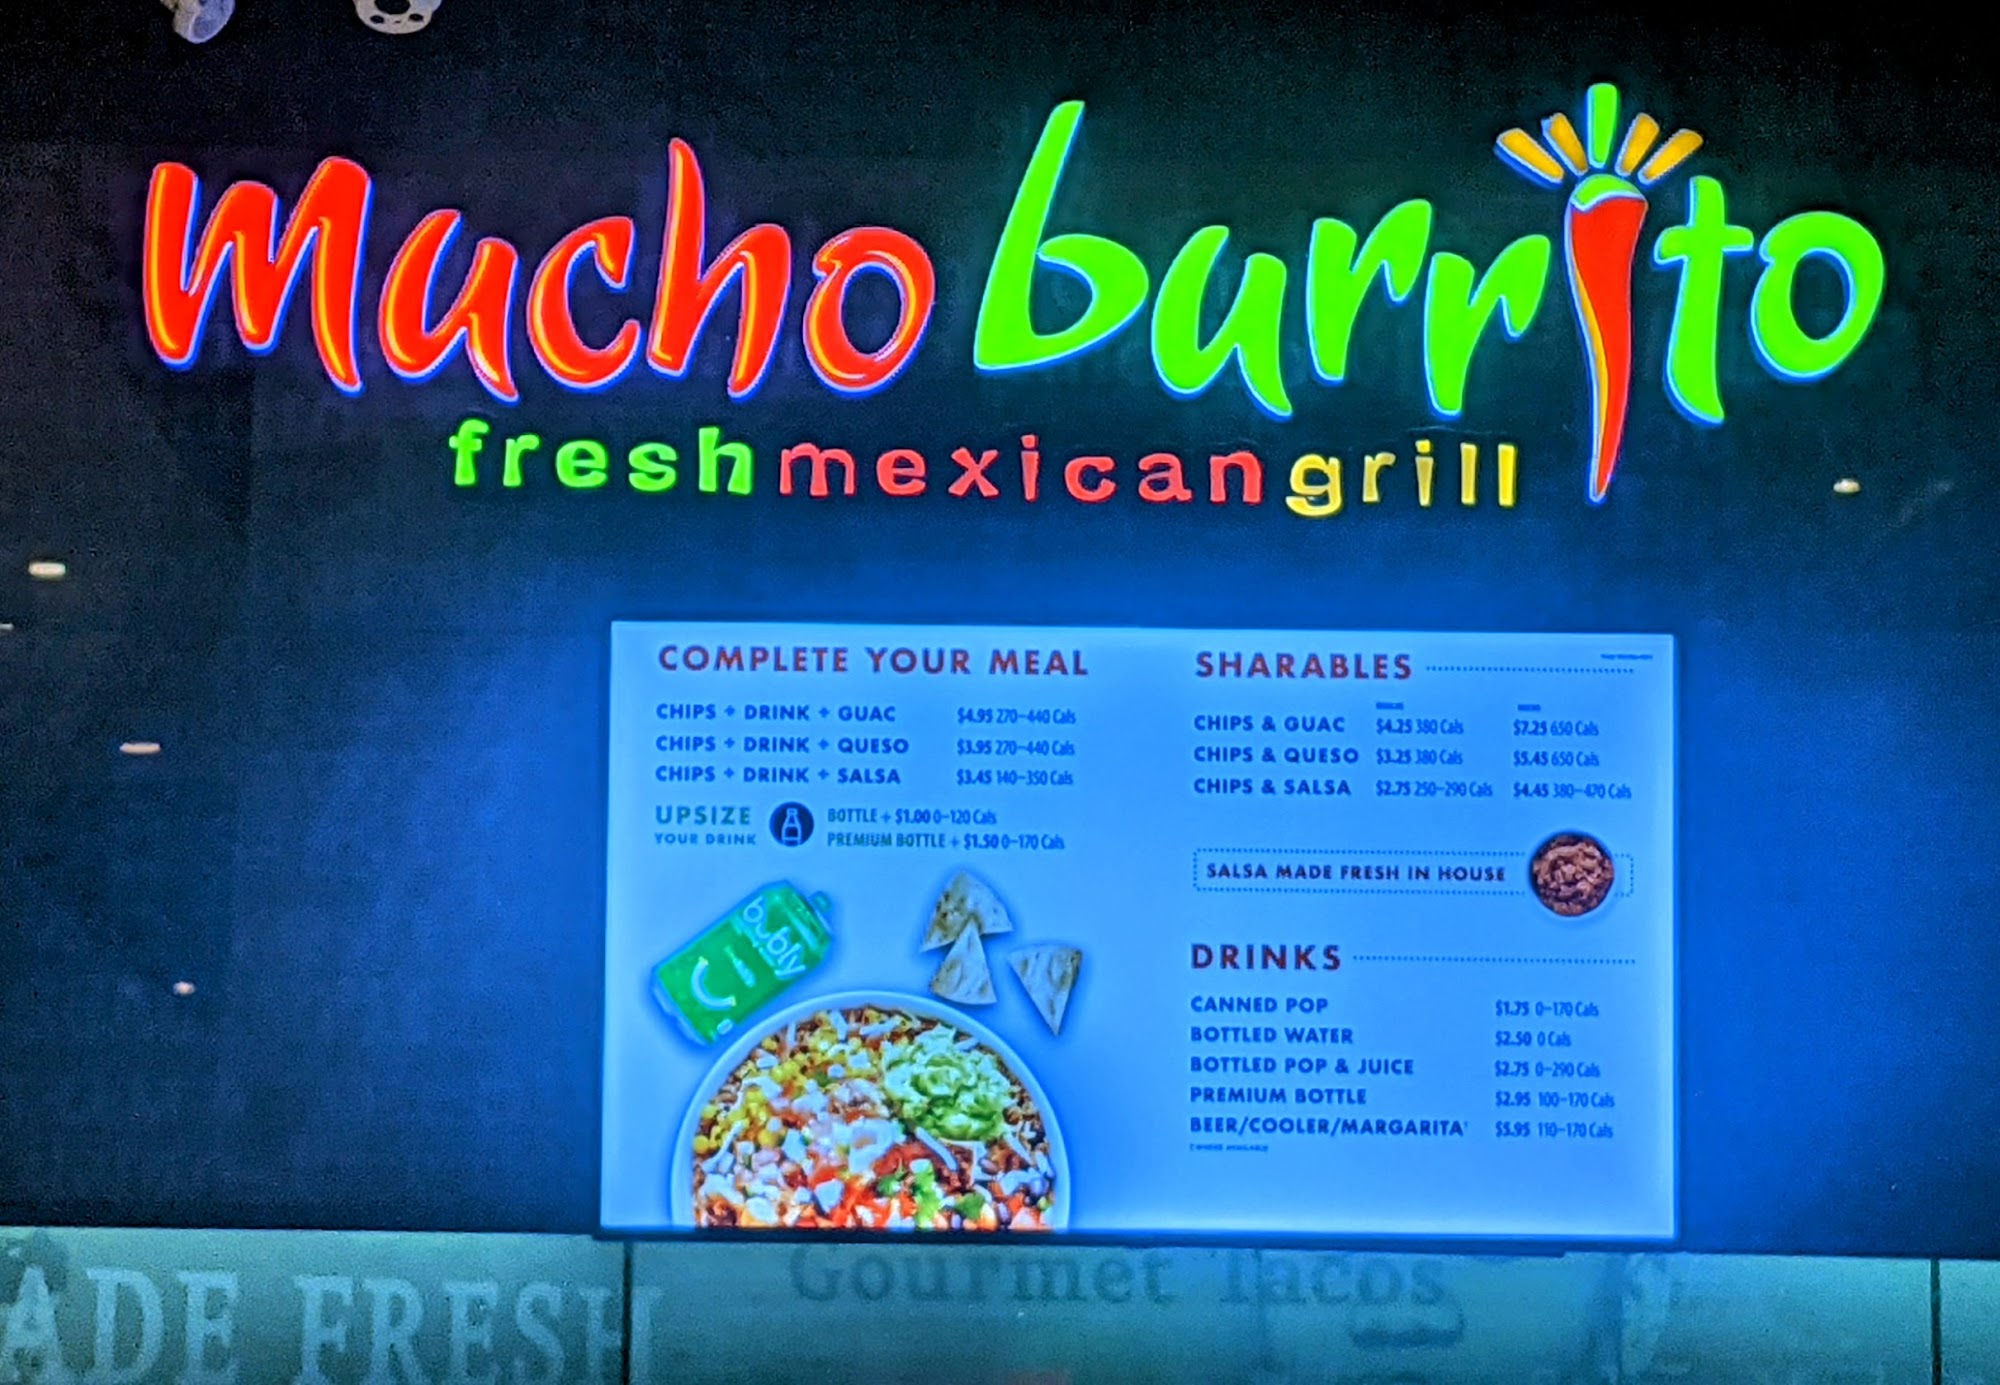 mucho burrito
freshmexicangrill
COMPLETE YOUR MEAL
CHIPS + DRINK + GUAC $4.95 270-440 Cals
CHIPS + DRINK + QUESO $3.95 270-440 Cals
CHIPS + DRINK + SALSA $3.45 140-350 Cals
UPSIZE
YOUR DRINK
BOTTLE + $1.00 0-120 Cals
PREMIUM BOTTLE + $1.50 0-170 Cals
bubly
SHARABLES
CHIPS & GUAC $4.25 380 Cals $7.25 650 Cals
CHIPS & QUESO $3.25 380 Cals $5.45 650 Cals
CHIPS & SALSA $2.75 250-290 Cals $4.45 380-470 Cals
SALSA MADE FRESH IN HOUSE
DRINKS
CANNED POP $1.75 0-170 Cals
BOTTLED WATER $2.50 0 Cals
BOTTLED POP & JUICE $2.75 0-290 Cals
PREMIUM BOTTLE $2.95 100-170 Cals
BEER/COOLER/MARGARITA† $5.95 110-170 Cals
ADE FRESH
Gourmet Tacos